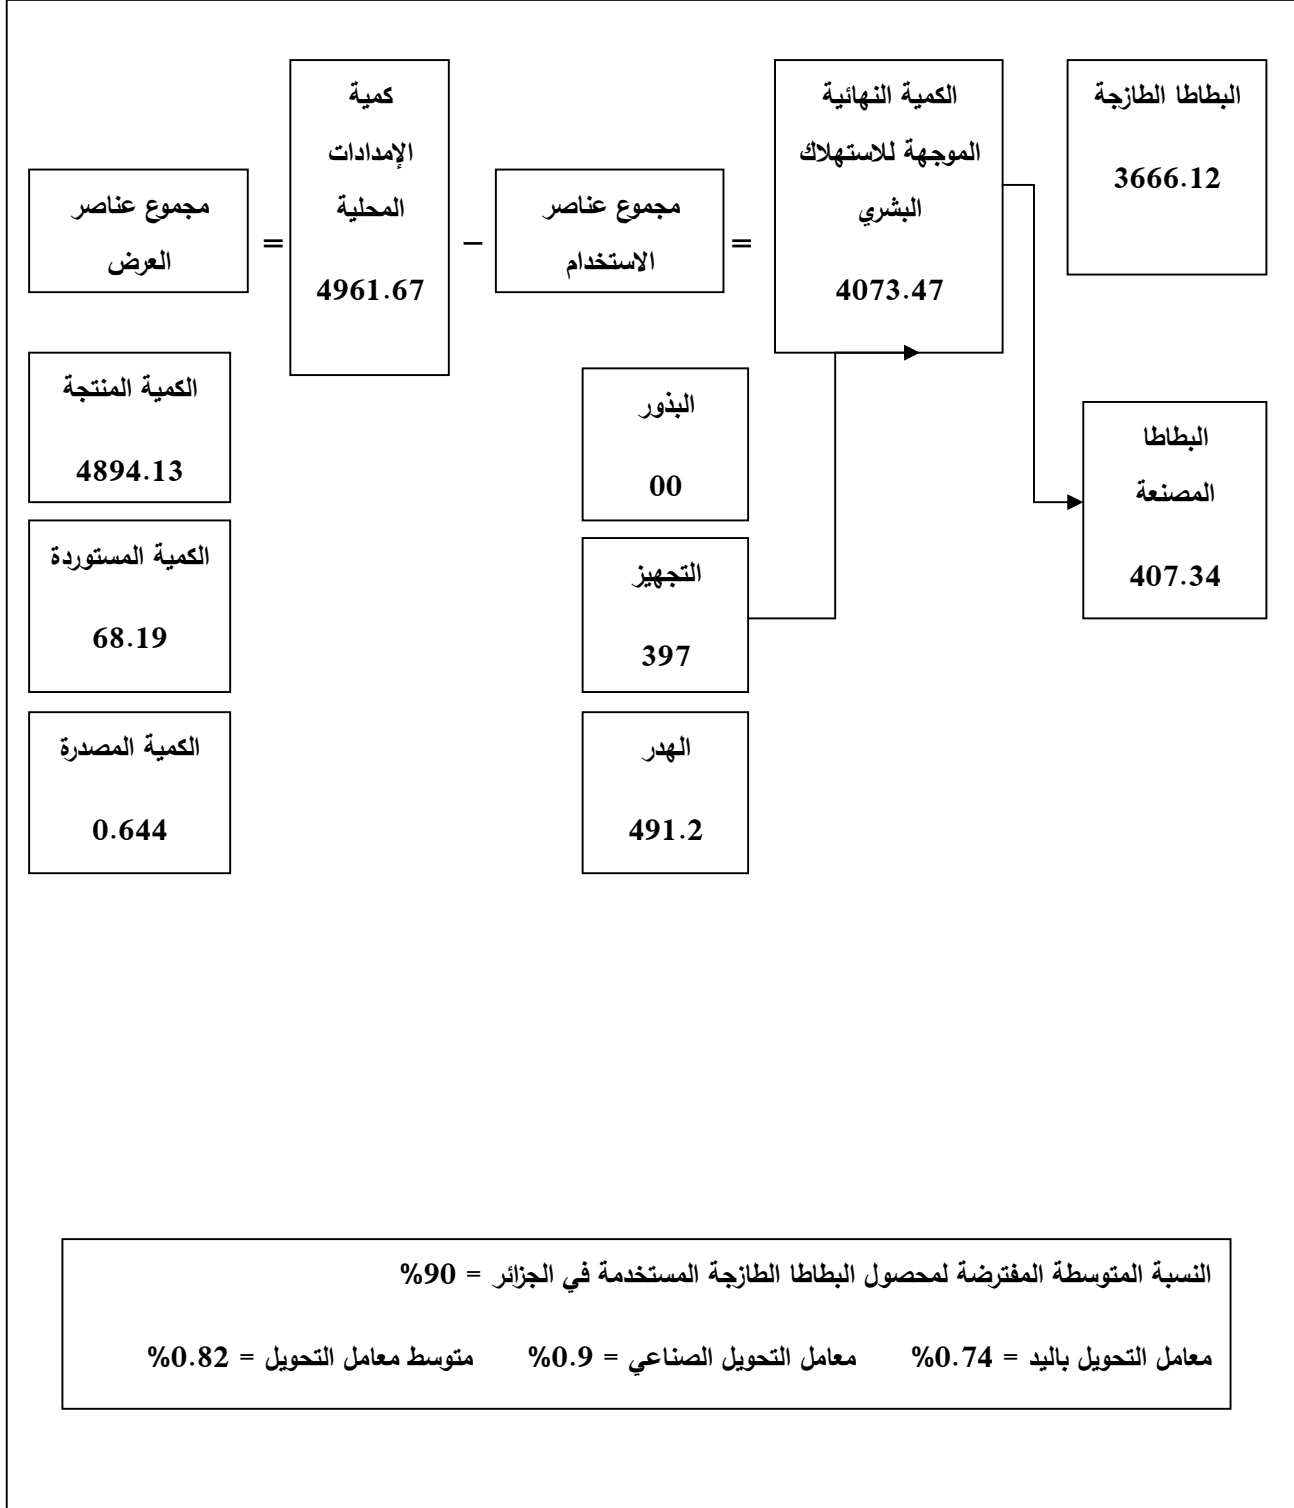 مجموع عناصر
العرض
=
كمية
الإمدادات
المحلية
4961.67
–
مجموع عناصر
الاستخدام
=
الكمية النهائية
الموجهة للاستهلاك
البشري
4073.47
البطاطا الطازجة
3666.12
الكمية المنتجة
4894.13
الكمية المستوردة
68.19
الكمية المصدرة
0.644
البذور
00
التجهيز
397
الهدر
491.2
البطاطا
المصنعة
407.34
النسبة المتوسطة المفترضة لمحصول البطاطا الطازجة المستخدمة في الجزائر = 90%
معامل التحويل باليد = 0.74% معامل التحويل الصناعي = 0.9% متوسط معامل التحويل = 0.82%